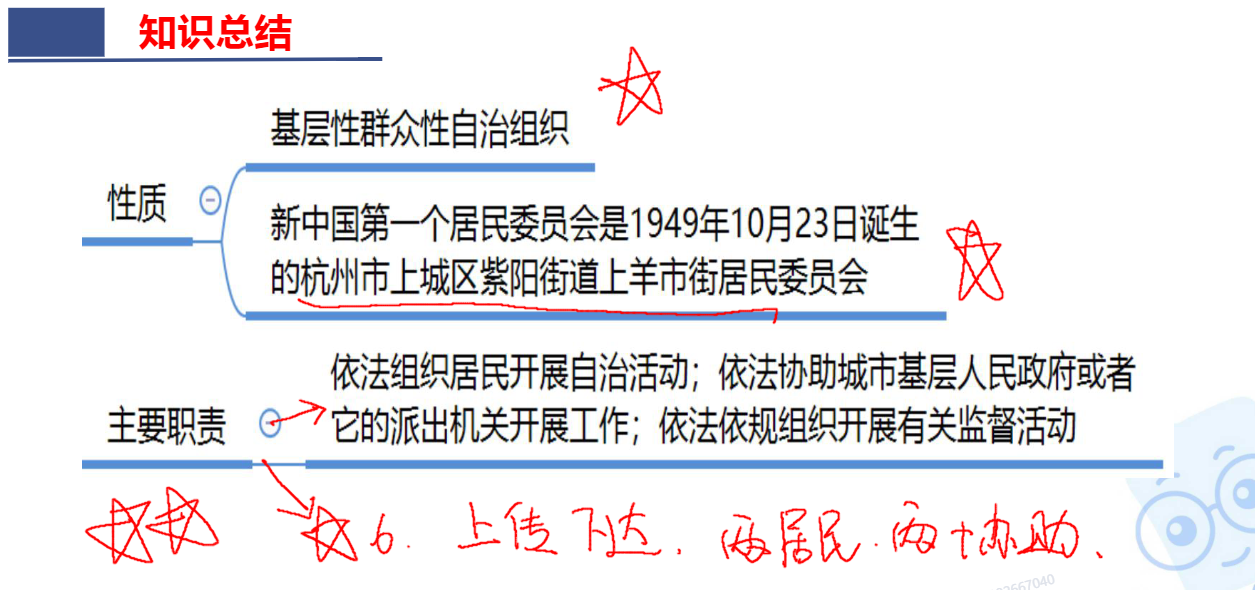 知识总结
基层性群众性自治组织
性质
新中国第一个居民委员会是1949年10月23日诞生
的杭州市上城区紫阳街道上羊市街居民委员会
依法组织居民开展自治活动；依法协助城市基层人民政府或者
主要职责
它的派出机关开展工作；依法依规组织开展有关监督活动
6. 上传下达、两居民、两个协助、